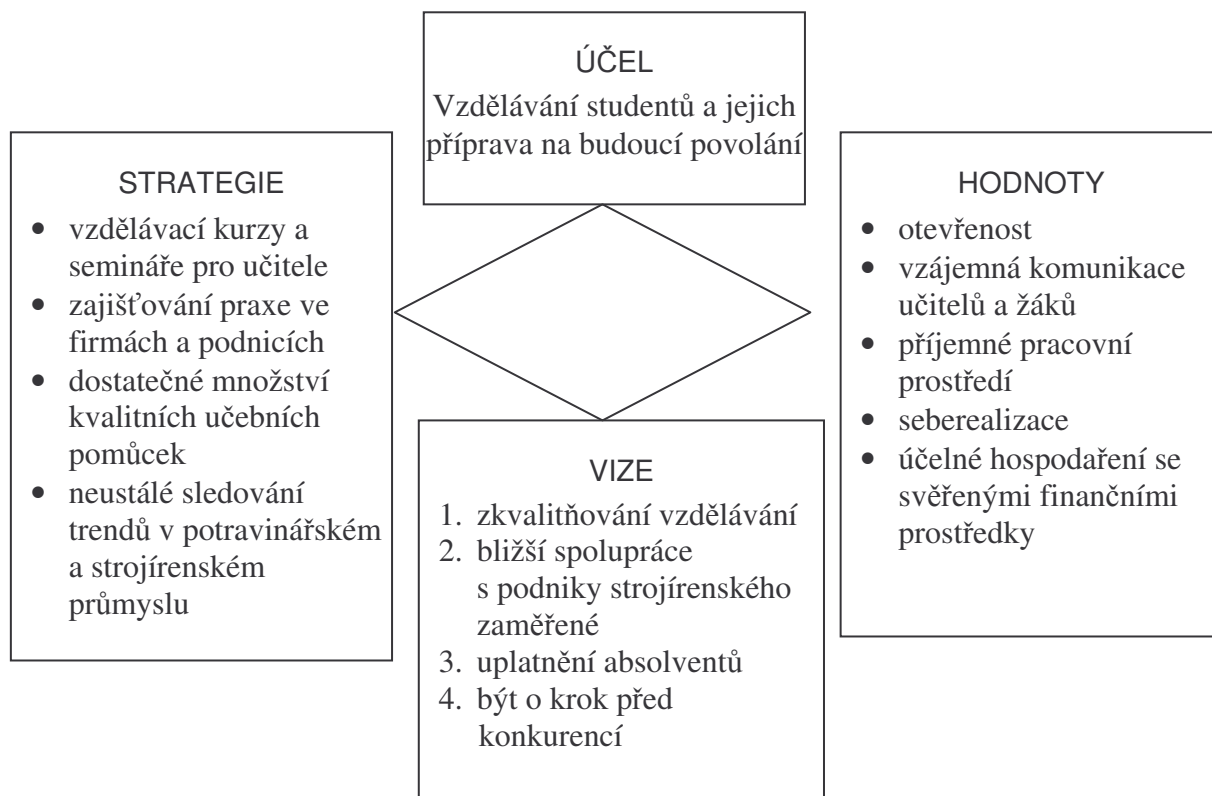 ÚČEL
Vzdělávání studentů a jejich
příprava na budoucí povolání
STRATEGIE
• vzdělávací kurzy a
semináře pro učitele
• zajišťování praxe ve
firmách a podnicích
• dostatečné množství
kvalitních učebních
pomůcek
• neustálé sledování
trendů v potravinářském
a strojírenském
průmyslu
HODNOTY
• otevřenost
• vzájemná komunikace
učitelů a žáků
• příjemné pracovní
prostředí
• seberealizace
• účelné hospodaření se
svěřenými finančními
prostředky
VIZE
1. zkvalitňování vzdělávání
2. bližší spolupráce
s podniky strojírenského
zaměřené
3. uplatnění absolventů
4. být o krok před
konkurencí